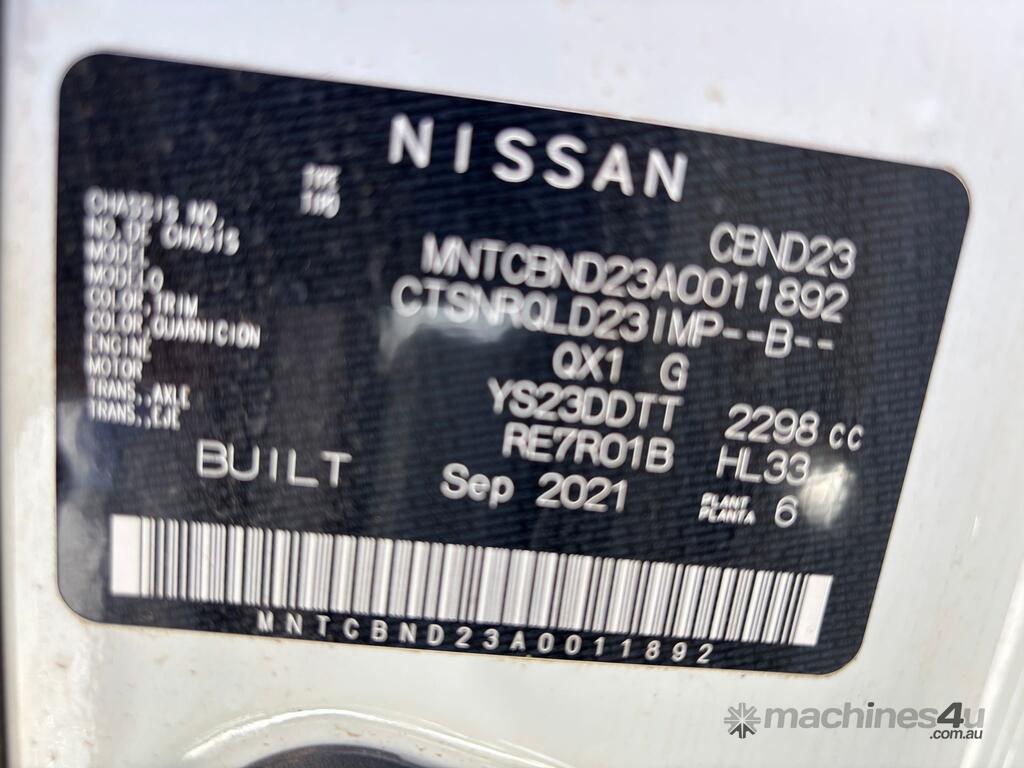 NISSAN
TYPE
TIPO
CBND23
CHASSIS NO.
NO. DE CHASIS
MNTCBND23A0011892
MODEL
MODELO
CTSNRQLD23IMP--B--
COLOR, TRIM
COLOR, GUARNICION
QX1 G
ENGINE
MOTOR
YS23DDTT 2298 cc
TRANS., AXLE
TRANS., EJE
RE7R01B HL33
BUILT Sep 2021
PLANT
PLANTA 6
MNTCBND23A0011892
machines4u
.com.au